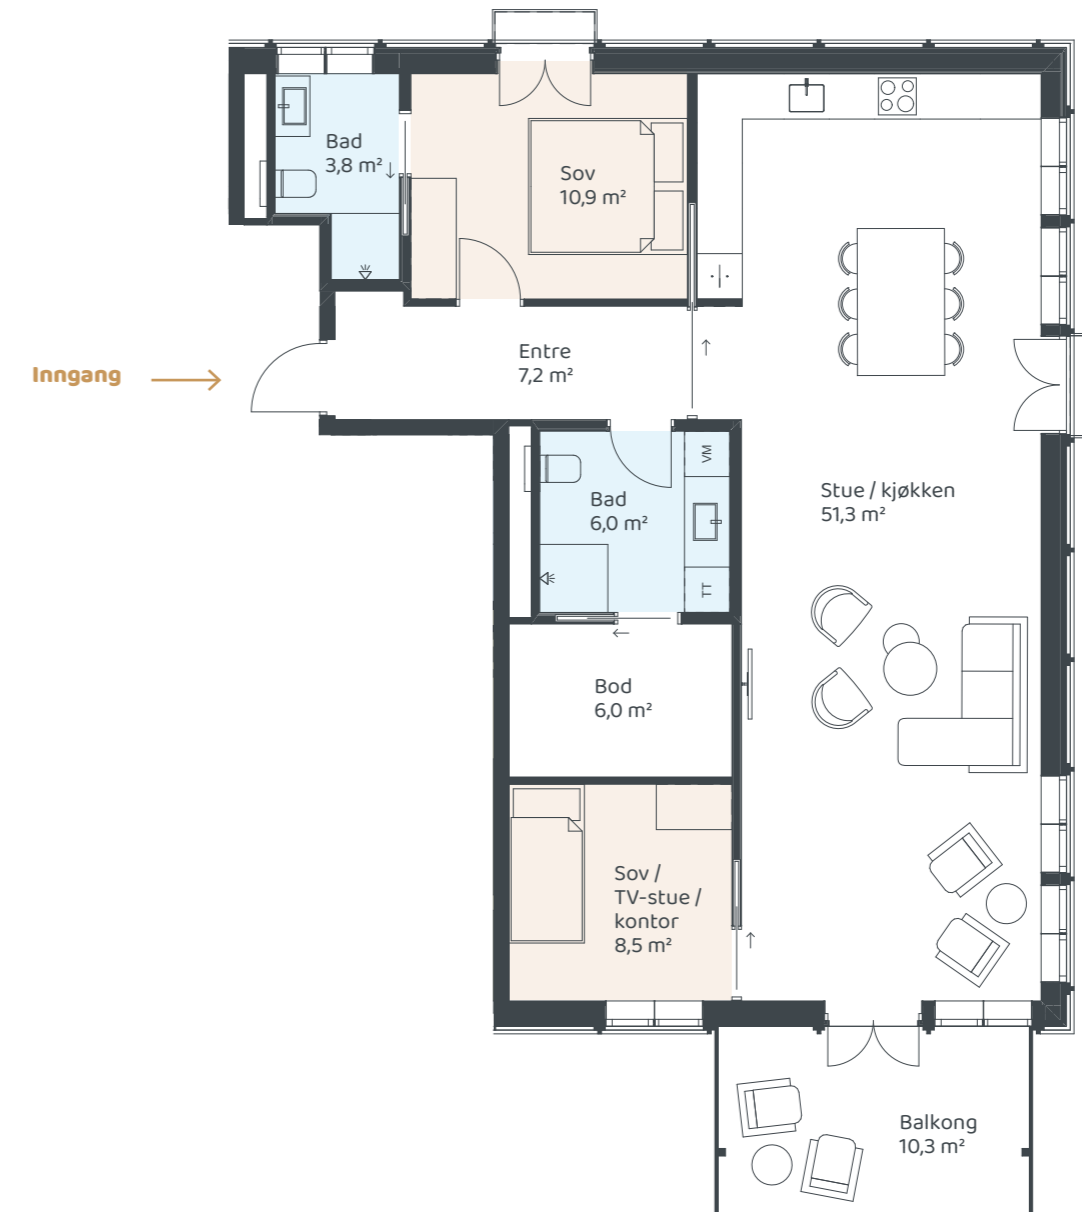 Bad
3,8 m²
Sov
10,9 m²
Inngang
Entre
7,2 m²
VM
Bad
6,0 m²
TT
Stue / kjøkken
51,3 m²
Bod
6,0 m²
Sov /
TV-stue /
kontor
8,5 m²
Balkong
10,3 m²